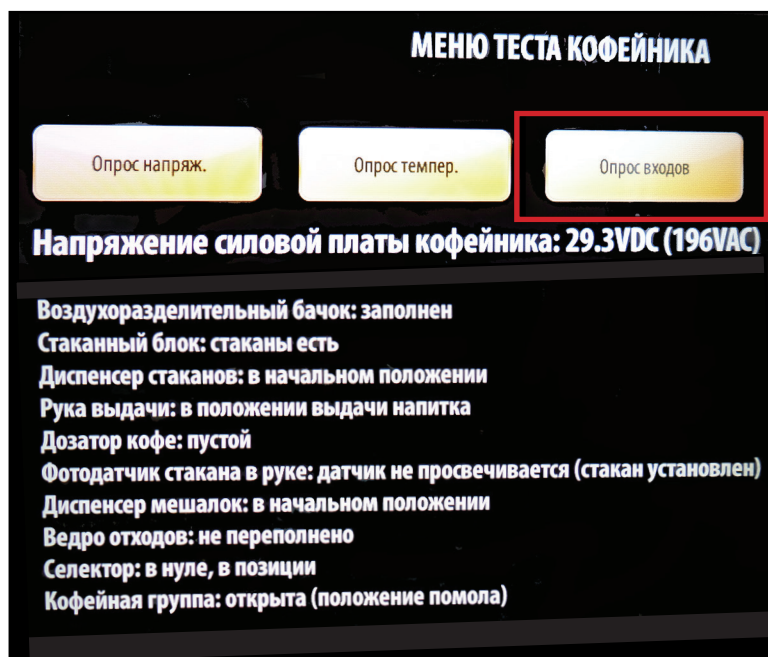 МЕНЮ ТЕСТА КОФЕЙНИКА
Опрос напряж.
Опрос темпер.
Опрос входов
Напряжение силовой платы кофейника: 29.3VDC (196VAC)
Воздухоразделительный бачок: заполнен
Стаканный блок: стаканы есть
Диспенсер стаканов: в начальном положении
Рука выдачи: в положении выдачи напитка
Дозатор кофе: пустой
Фотодатчик стакана в руке: датчик не просвечивается (стакан установлен)
Диспенсер мешалок: в начальном положении
Ведро отходов: не переполнено
Селектор: в нуле, в позиции
Кофейная группа: открыта (положение помола)